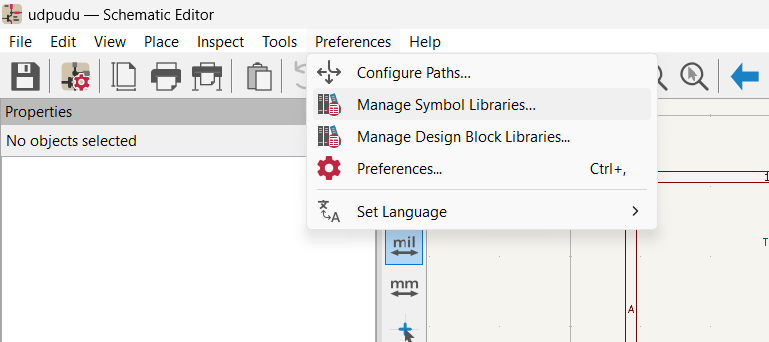 udpudu — Schematic Editor
File Edit View Place Inspect Tools Preferences Help
Configure Paths...
Properties
Manage Symbol Libraries...
No objects selected
Manage Design Block Libraries...
Preferences... Ctrl+,
Set Language
mil
mm
1
T
A